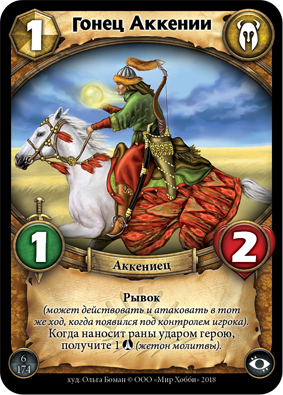 1
Гонец Аккении
1
2
Аккениец
Рывок
(может действовать и атаковать в тот
же ход, когда появился под контролем игрока).
Когда наносит раны ударом герою,
получите 1 (жетон молитвы).
6
174
худ. Ольга Боман © ООО «Мир Хобби» 2018